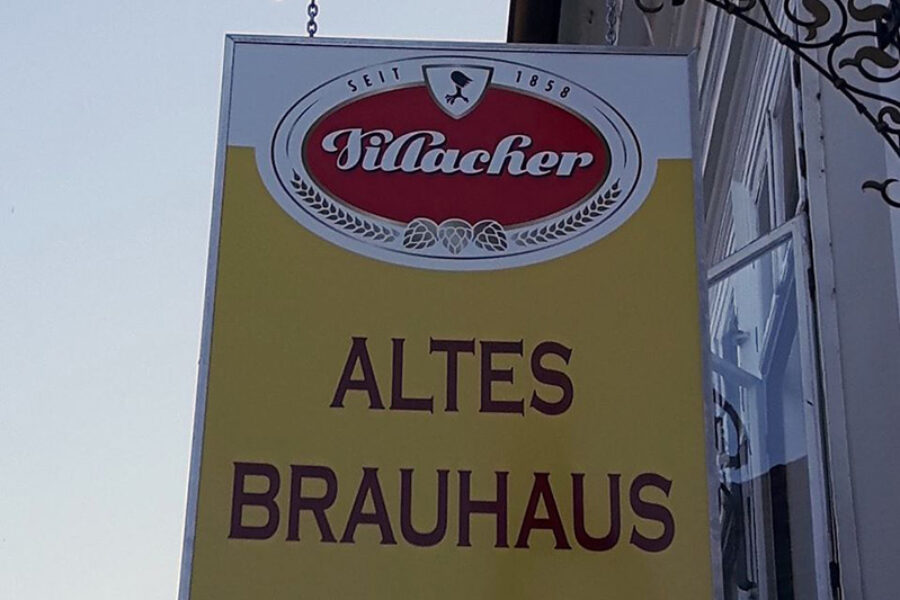 SEIT 1858
Villacher
ALTES
BRAUHAUS